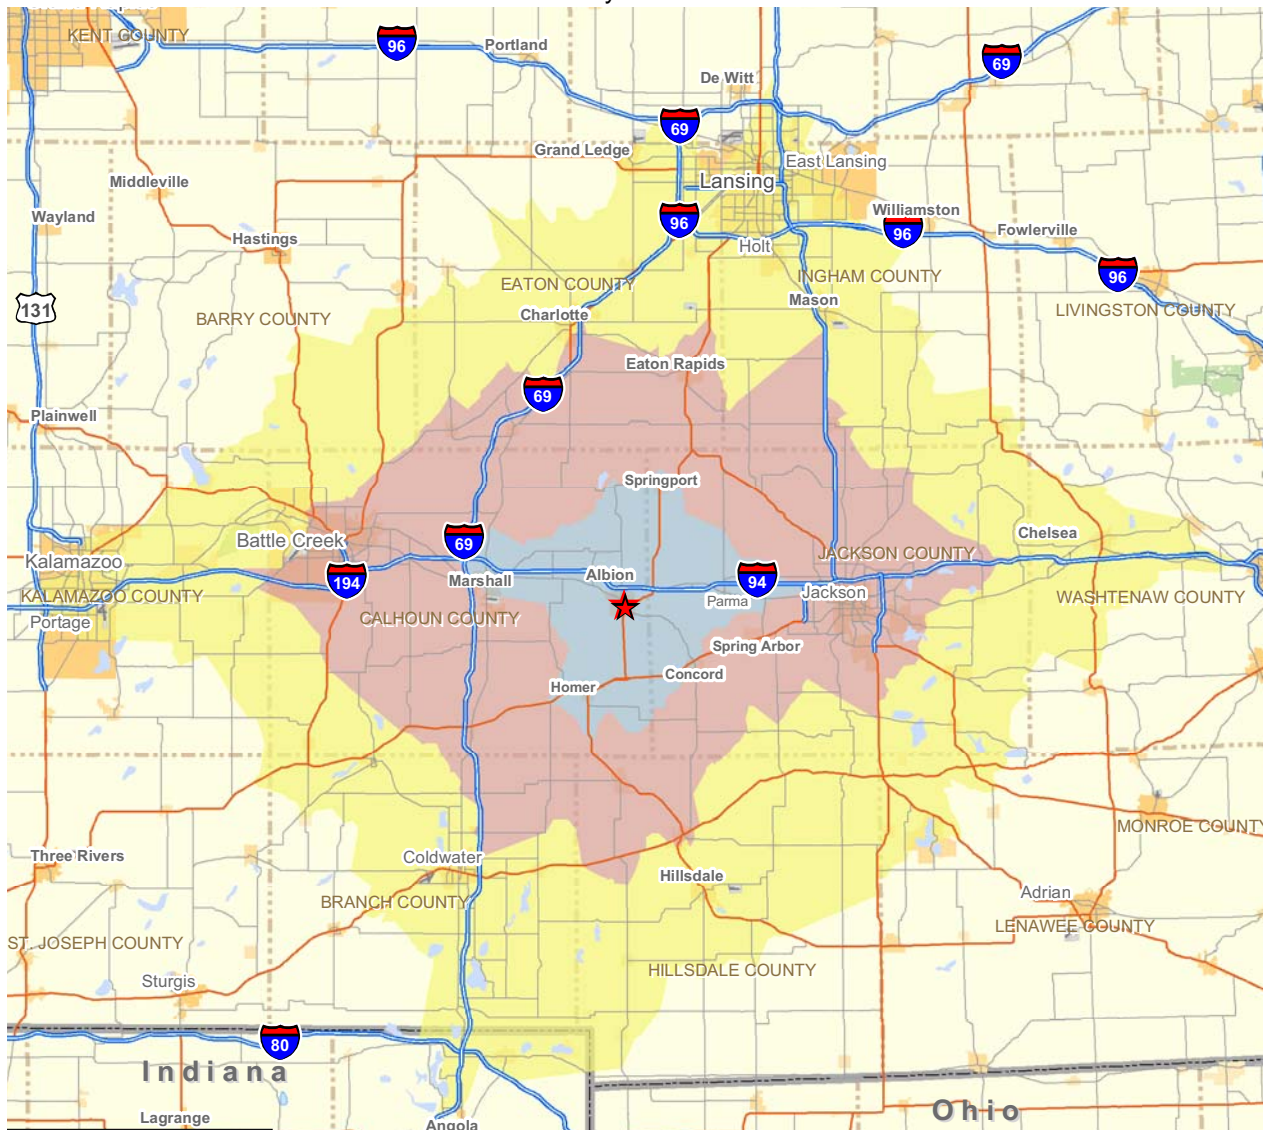 KENT COUNTY
96
Portland
69
De Witt
69
Grand Ledge
East Lansing
Middleville
Lansing
Wayland
96
Williamston
96
Hastings
Holt
Fowlerville
EATON COUNTY
INGHAM COUNTY
96
131
Charlotte
Mason
LIVINGSTON COUNTY
BARRY COUNTY
Eaton Rapids
69
Plainwell
Springport
Battle Creek
69
Chelsea
Kalamazoo
JACKSON COUNTY
194
Marshall
Albion
94
KALAMAZOO COUNTY
Parma
Jackson
WASHTENAW COUNTY
Portage
CALHOUN COUNTY
Spring Arbor
Homer
Concord
MONROE COUNTY
Three Rivers
Coldwater
Hillsdale
Adrian
BRANCH COUNTY
LENAWEE COUNTY
ST. JOSEPH COUNTY
HILLSDALE COUNTY
Sturgis
80
Indiana
Lagrange
Ohio
Angola